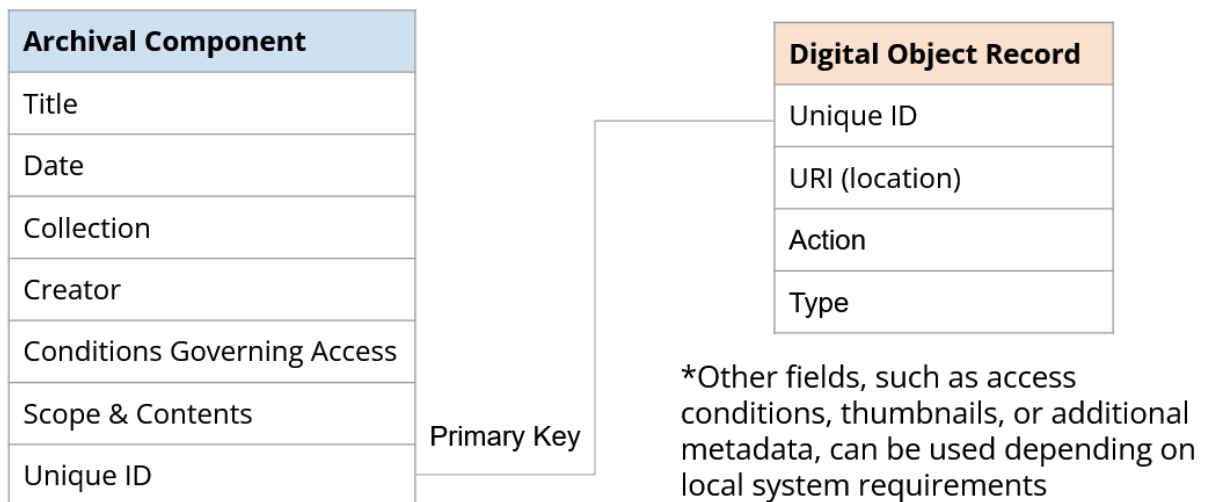 Archival Component
Title
Date
Collection
Creator
Conditions Governing Access
Scope & Contents
Unique ID
Primary Key
Digital Object Record
Unique ID
URI (location)
Action
Type
*Other fields, such as access
conditions, thumbnails, or additional
metadata, can be used depending on
local system requirements